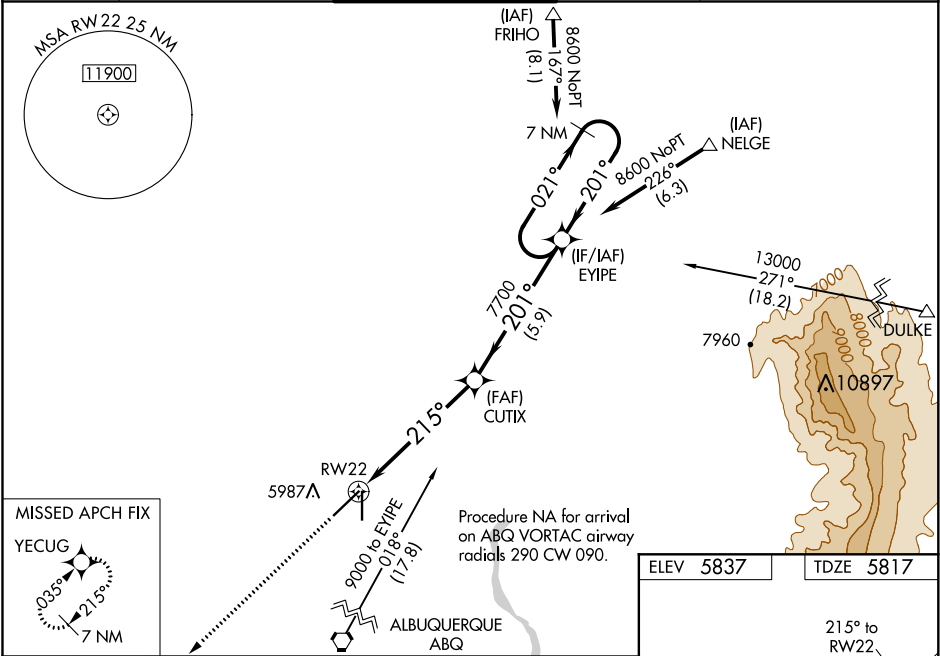 MSA RW 22 25 NM
11900
(IAF)
FRIHO
8600 NoPT
167°
(8.1)
7 NM
(IAF)
NELGE
8600 NoPT
226°
(6.3)
021°
201°
(IF/IAF)
EYIPE
7700
201°
(5.9)
13000
271°
(18.2)
DULKE
7000
8000
9000
7960
10897
(FAF)
CUTIX
215°
RW22
5987
MISSED APCH FIX
YECUG
035°
215°
7 NM
9000 to EYIPE
018°
(17.8)
ALBUQUERQUE
ABQ
Procedure NA for arrival
on ABQ VORTAC airway
radials 290 CW 090.
ELEV 5837
TDZE 5817
215° to
RW22